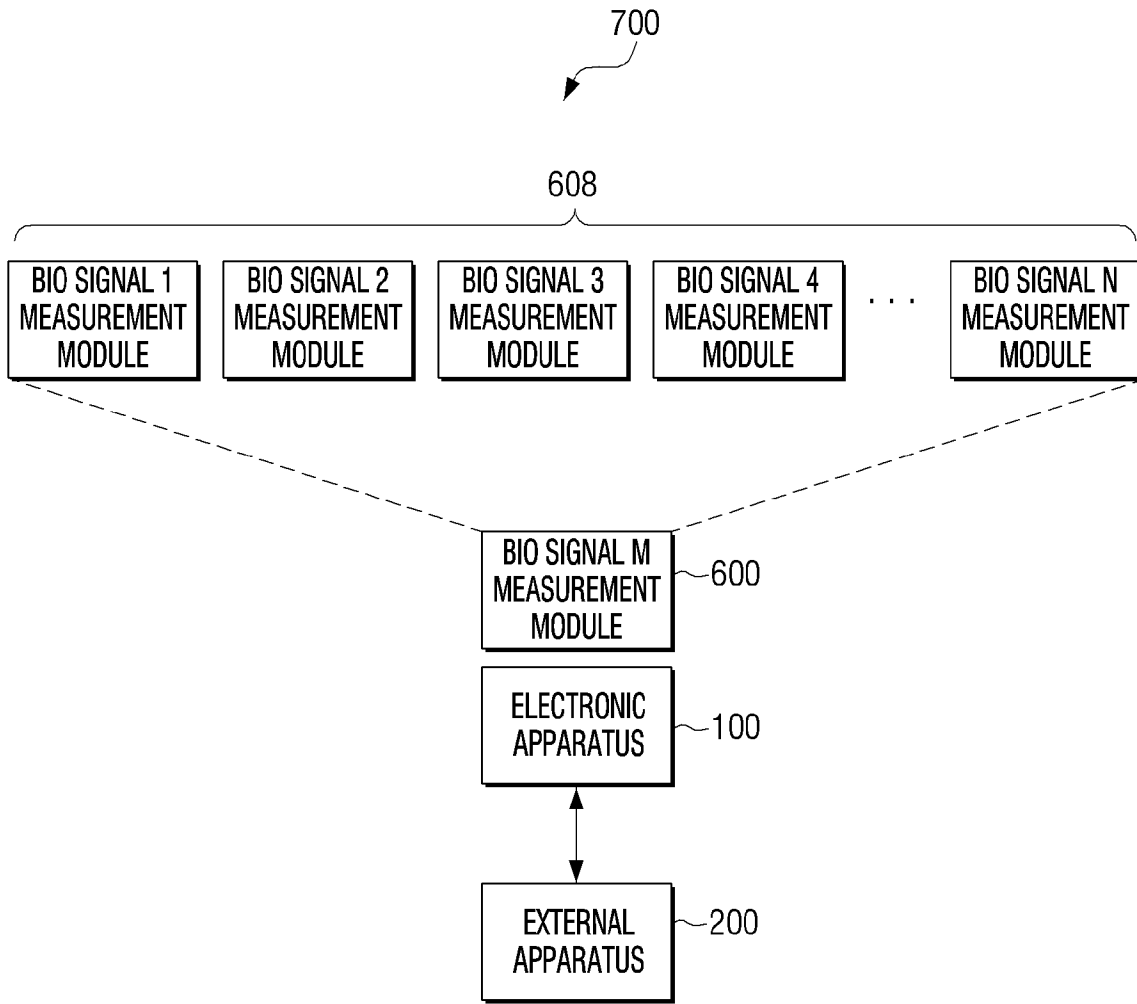 700
608
BIO SIGNAL 1
MEASUREMENT
MODULE
BIO SIGNAL 2
MEASUREMENT
MODULE
BIO SIGNAL 3
MEASUREMENT
MODULE
BIO SIGNAL 4
MEASUREMENT
MODULE
. . .
BIO SIGNAL N
MEASUREMENT
MODULE
BIO SIGNAL M
MEASUREMENT
MODULE
600
ELECTRONIC
APPARATUS
100
EXTERNAL
APPARATUS
200